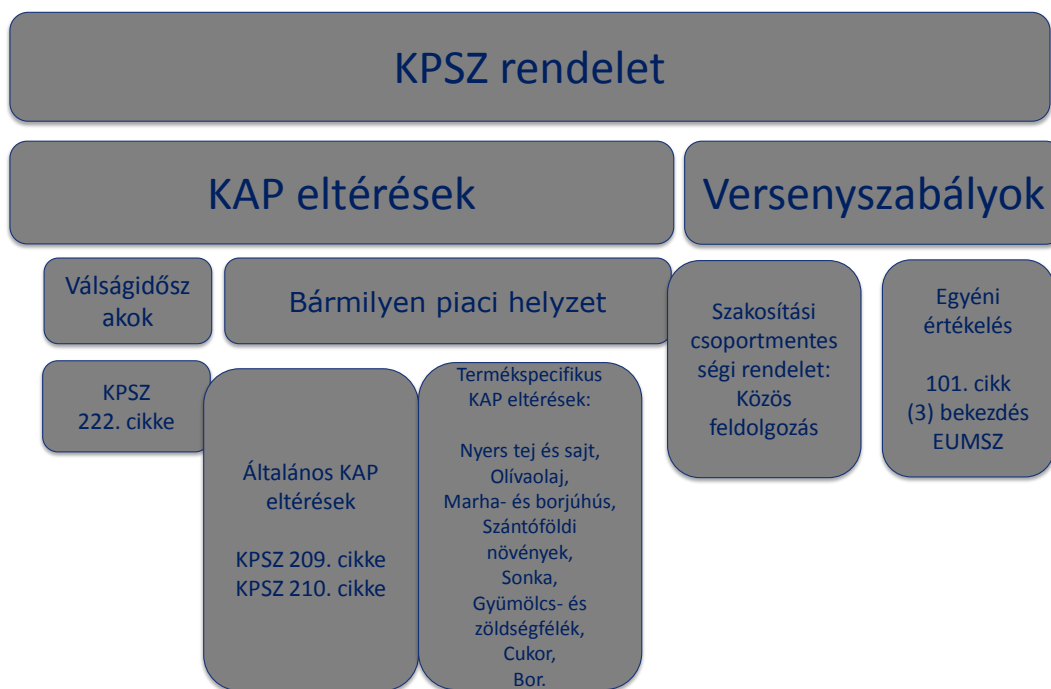 KPSZ rendelet
KAP eltérések
Versenyszabályok
Válságidősz
akok
Bármilyen piaci helyzet
KPSZ
222. cikke
Általános KAP
eltérések
KPSZ 209. cikke
KPSZ 210. cikke
Termékspecifikus
KAP eltérések:
Nyers tej és sajt,
Olívaolaj,
Marha- és borjúhús,
Szántóföldi
növények,
Sonka,
Gyümölcs- és
zöldségfélék,
Cukor,
Bor.
Szakosítási
csoportmentes
ségi rendelet:
Közös
feldolgozás
Egyéni
értékelés
101. cikk
(3) bekezdés
EUMSZ